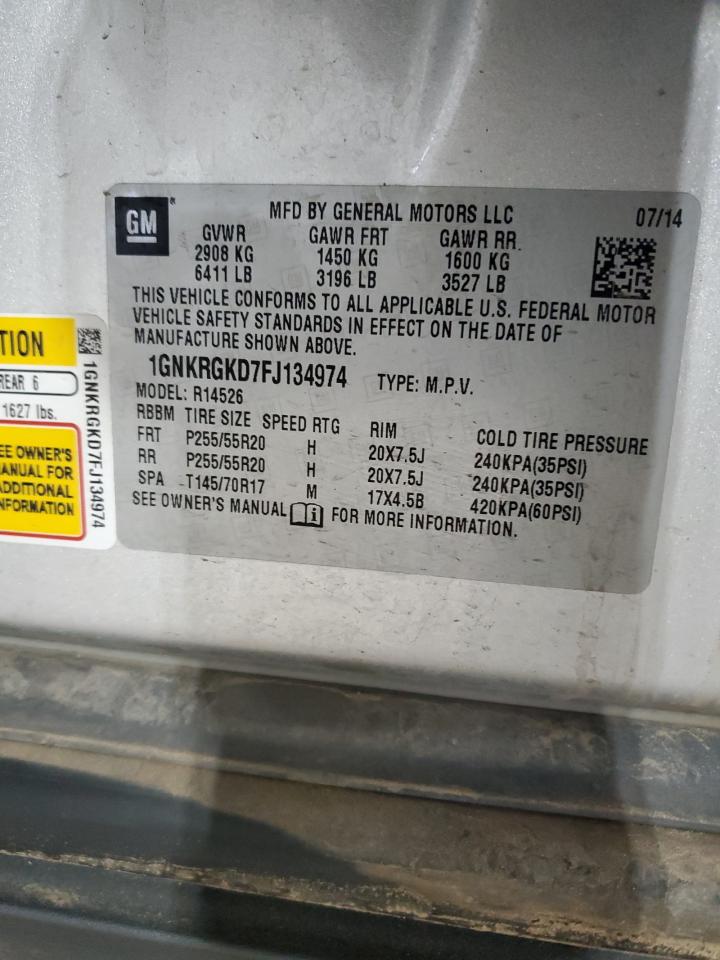 GM
®
MFD BY GENERAL MOTORS LLC 07/14
GVWR GAWR FRT GAWR RR
2908 KG 1450 KG 1600 KG
6411 LB 3196 LB 3527 LB
THIS VEHICLE CONFORMS TO ALL APPLICABLE U.S. FEDERAL MOTOR
VEHICLE SAFETY STANDARDS IN EFFECT ON THE DATE OF
MANUFACTURE SHOWN ABOVE.
1GNKRGKD7FJ134974 TYPE: M.P.V.
MODEL: R14526
RBBM TIRE SIZE SPEED RTG RIM COLD TIRE PRESSURE
FRT P255/55R20 H 20X7.5J 240KPA(35PSI)
RR P255/55R20 H 20X7.5J 240KPA(35PSI)
SPA T145/70R17 M 17X4.5B 420KPA(60PSI)
SEE OWNER'S MANUAL FOR MORE INFORMATION.
TION
REAR 6
1627 lbs.
EE OWNER'S
MANUAL FOR
ADDITIONAL
NFORMATION
1GNKRGKD7FJ134974